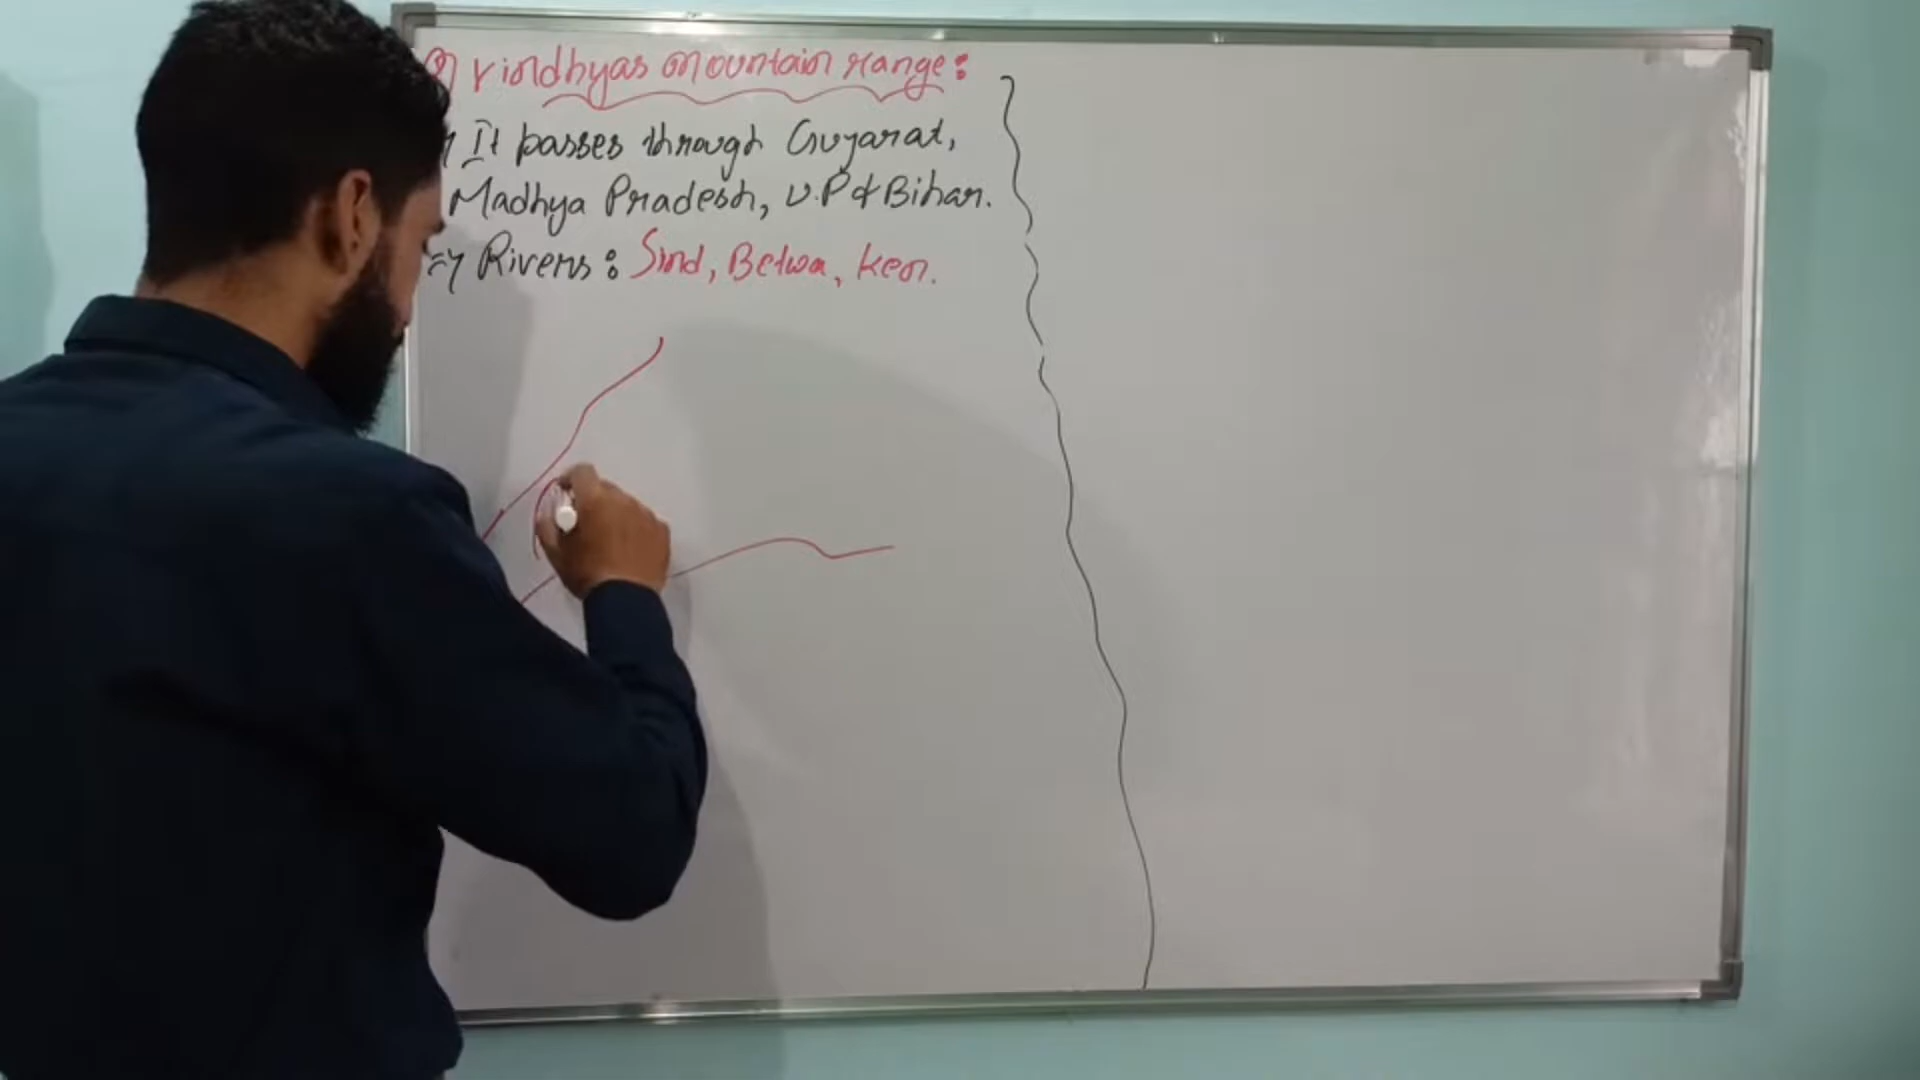 Vindhyas Mountain range:
It passes through Gujarat,
Madhya Pradesh, U.P & Bihar.
=> Rivers: Sind, Betwa, Ken.